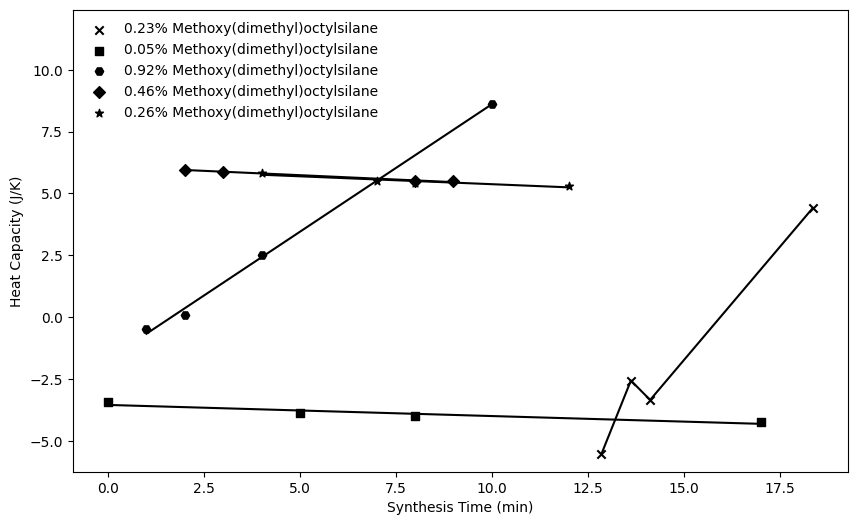 0.23% Methoxy(dimethyl)octylsilane
0.05% Methoxy(dimethyl)octylsilane
0.92% Methoxy(dimethyl)octylsilane
0.46% Methoxy(dimethyl)octylsilane
0.26% Methoxy(dimethyl)octylsilane
10.0
7.5
5.0
2.5
0.0
−2.5
−5.0
Heat Capacity (J/K)
0.0 2.5 5.0 7.5 10.0 12.5 15.0 17.5
Synthesis Time (min)